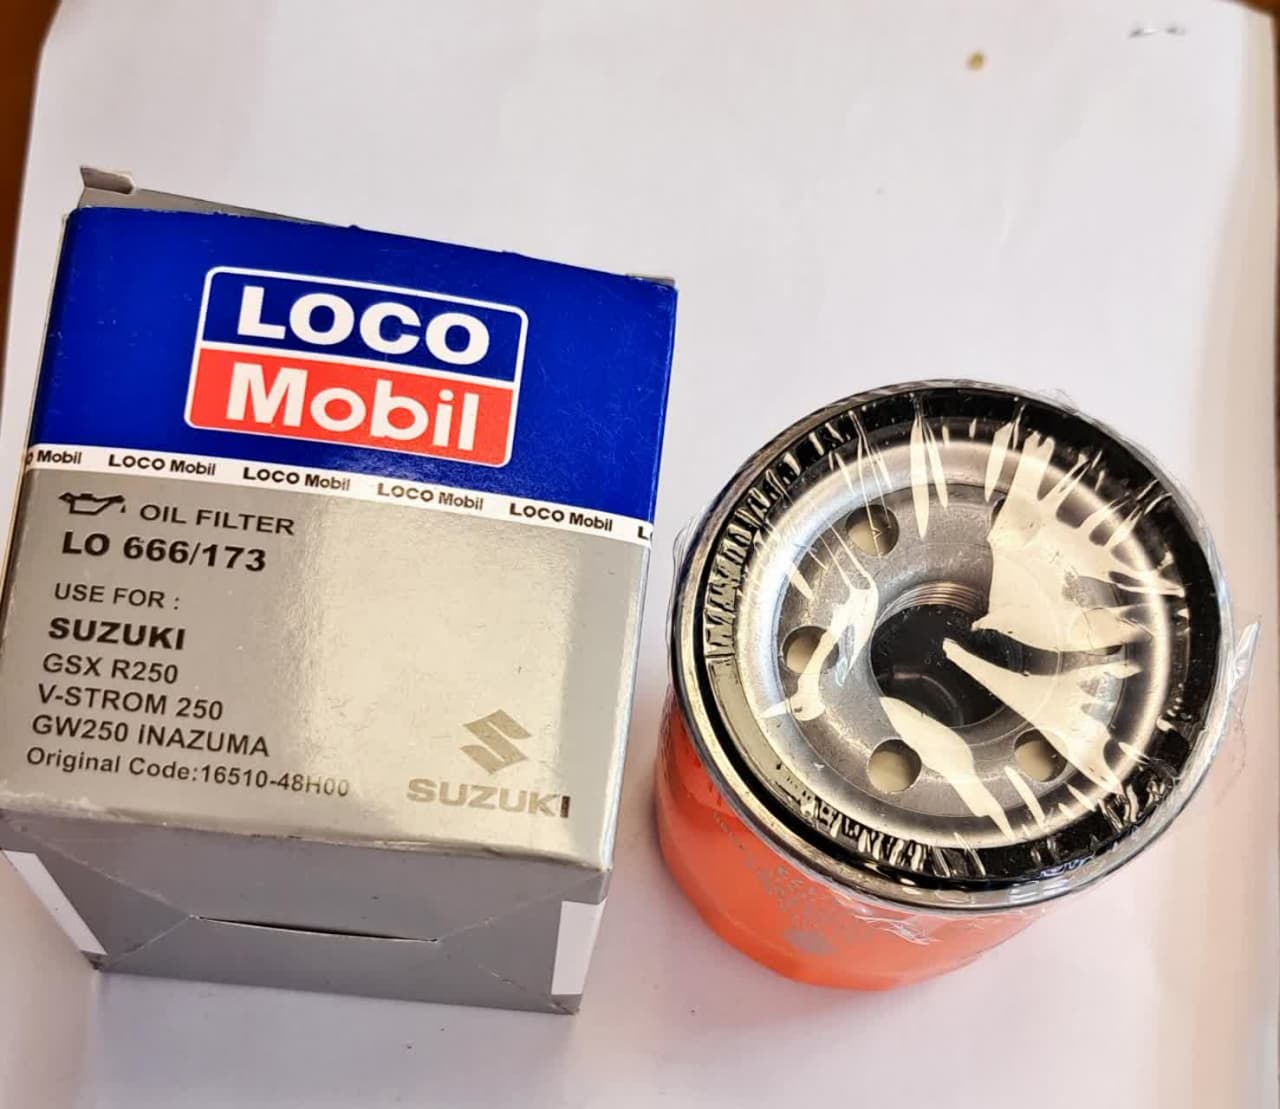 LOCO
Mobil
Mobil LOCO Mobil LOCO Mobil LOCO Mobil LOCO Mobil
OIL FILTER
LO 666/173
USE FOR :
SUZUKI
GSX R250
V-STROM 250
GW250 INAZUMA
Original Code:16510-48H00
SUZUKI